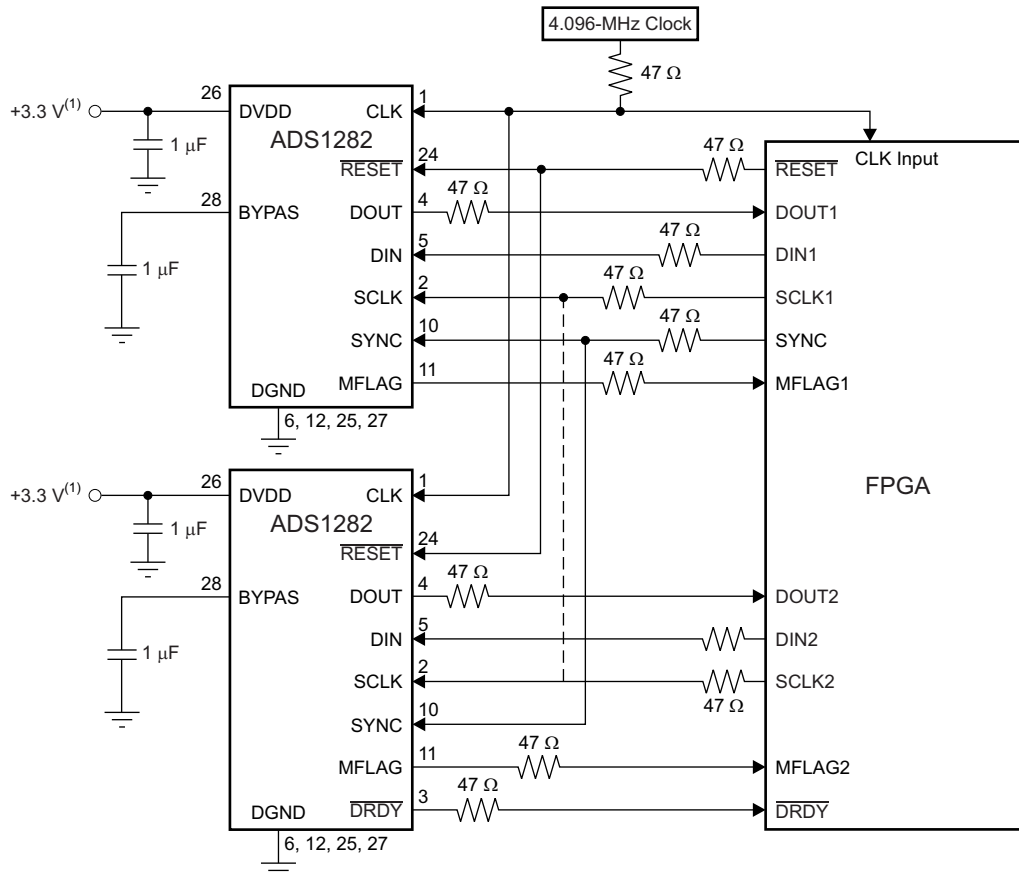 4.096-MHz Clock
47 Ω
+3.3 V(1)
26
DVDD
CLK
1
ADS1282
1 μF
CLK Input
RESET
24
47 Ω
RESET
28
BYPAS
DOUT
4
47 Ω
DOUT1
1 μF
DIN
5
47 Ω
DIN1
SCLK
2
47 Ω
SCLK1
SYNC
10
47 Ω
SYNC
MFLAG
11
47 Ω
MFLAG1
DGND
6, 12, 25, 27
FPGA
+3.3 V(1)
26
DVDD
CLK
1
ADS1282
1 μF
RESET
24
28
BYPAS
DOUT
4
47 Ω
DOUT2
1 μF
DIN
5
DIN2
SCLK
2
47 Ω
SCLK2
SYNC
10
MFLAG
11
47 Ω
MFLAG2
DGND
6, 12, 25, 27
DRDY
3
47 Ω
DRDY